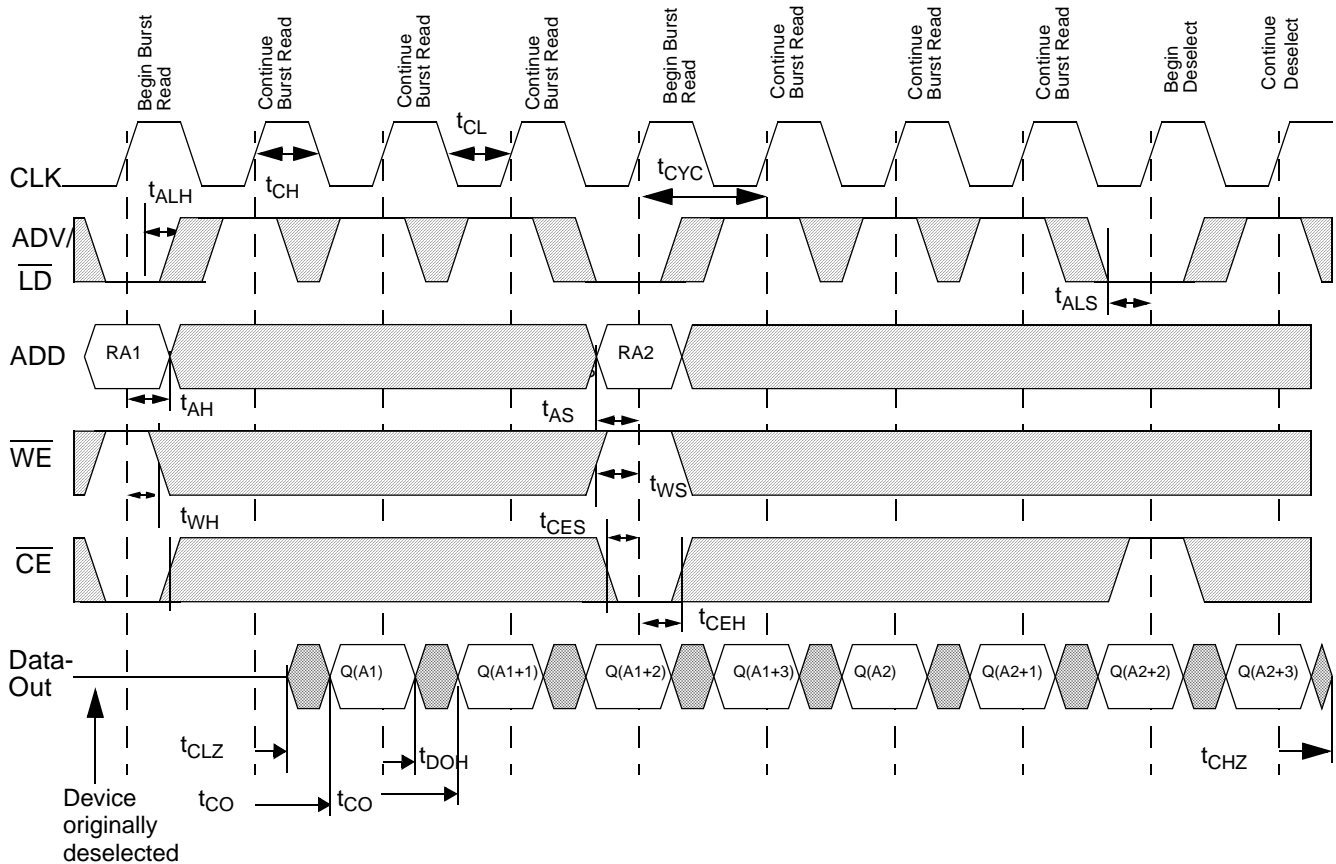 Begin Burst
Read
Continue
Burst Read
Continue
Burst Read
Continue
Burst Read
Begin Burst
Read
Continue
Burst Read
Continue
Burst Read
Continue
Burst Read
Begin
Deselect
Continue
Deselect
CLK
tALH
tCH
tCL
tCYC
ADV/
LD
tALS
ADD
RA1
RA2
tAH
tAS
WE
tWH
tWS
tCES
CE
tCEH
Data-
Out
Q(A1)
Q(A1+1)
Q(A1+2)
Q(A1+3)
Q(A2)
Q(A2+1)
Q(A2+2)
Q(A2+3)
tCLZ
tDOH
tCHZ
tCO
tCO
Device
originally
deselected